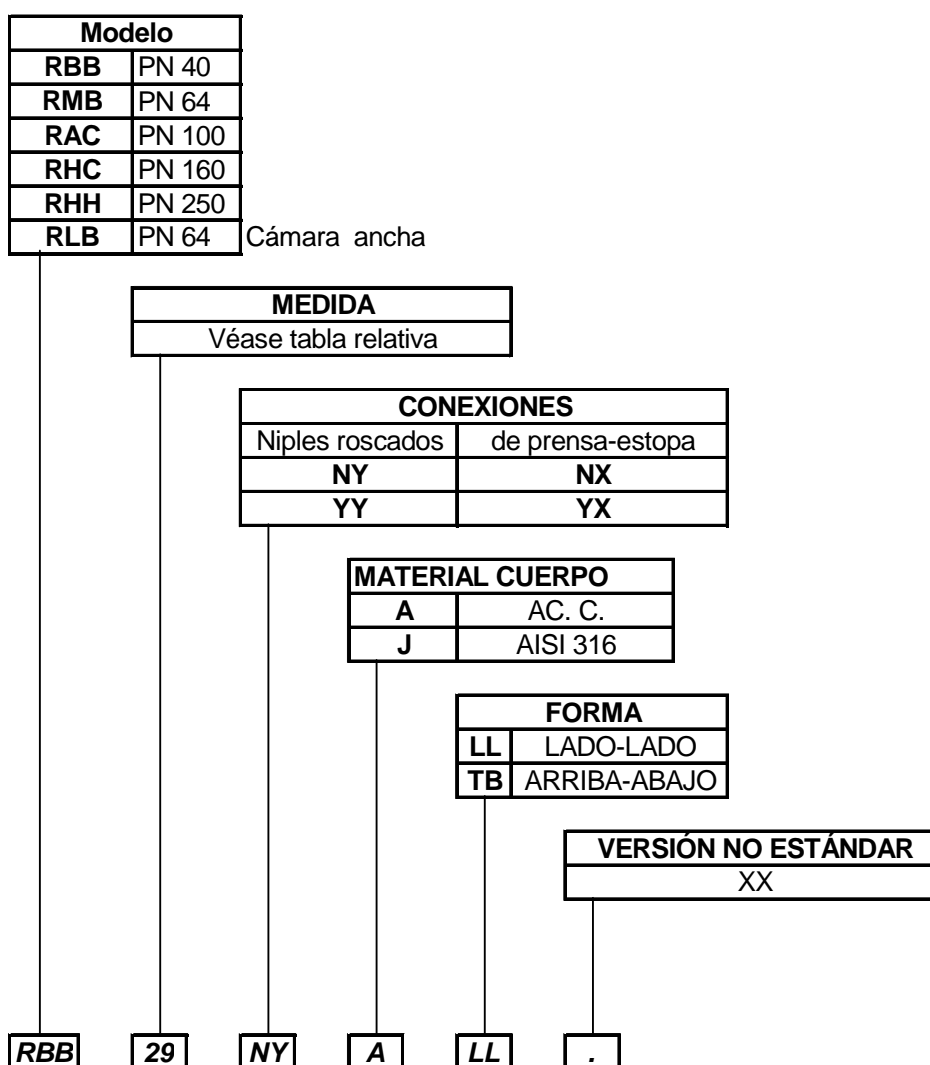 Modelo
RBB PN 40
RMB PN 64
RAC PN 100
RHC PN 160
RHH PN 250
RLB PN 64 Cámara ancha
MEDIDA
Véase tabla relativa
CONEXIONES
Niples roscados de prensa-estopa
NY NX
YY YX
MATERIAL CUERPO
A AC. C.
J AISI 316
FORMA
LL LADO-LADO
TB ARRIBA-ABAJO
VERSIÓN NO ESTÁNDAR
XX
RBB 29 NY A LL .